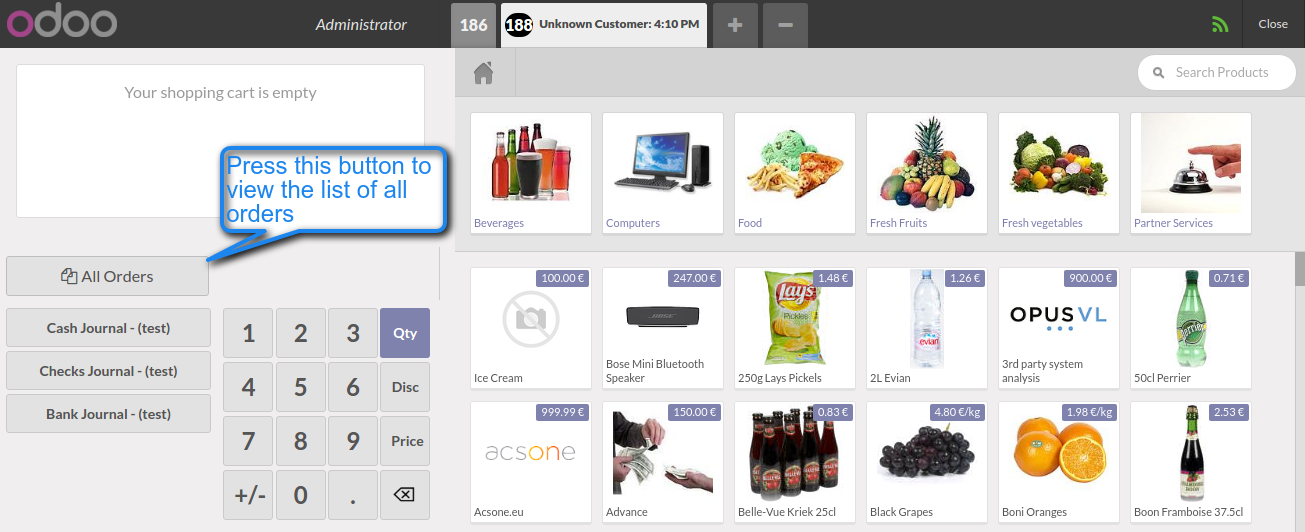 odoo
Administrator
186
188 Unknown Customer: 4:10 PM
+
−
Close
Your shopping cart is empty
Search Products
Press this button to
view the list of all
orders
All Orders
Cash Journal - (test)
Checks Journal - (test)
Bank Journal - (test)
1 2 3 Qty
4 5 6 Disc
7 8 9 Price
+/- 0 .
Beverages
Computers
Food
Fresh Fruits
Fresh vegetables
Partner Services
100.00 €
Ice Cream
247.00 €
BOSE
Bose Mini Bluetooth
Speaker
1.48 €
Lay's
Pickles
250g Lays Pickels
1.26 €
evian
2L Evian
900.00 €
OPUS VL
3rd party system
analysis
0.71 €
Perrier
50cl Perrier
999.99 €
acsone
Acsone.eu
150.00 €
Advance
0.83 €
Belle-Vue Kriek 25cl
4.80 €/kg
Black Grapes
1.98 €/kg
Boni Oranges
2.53 €
Boon Framboise 37.5cl